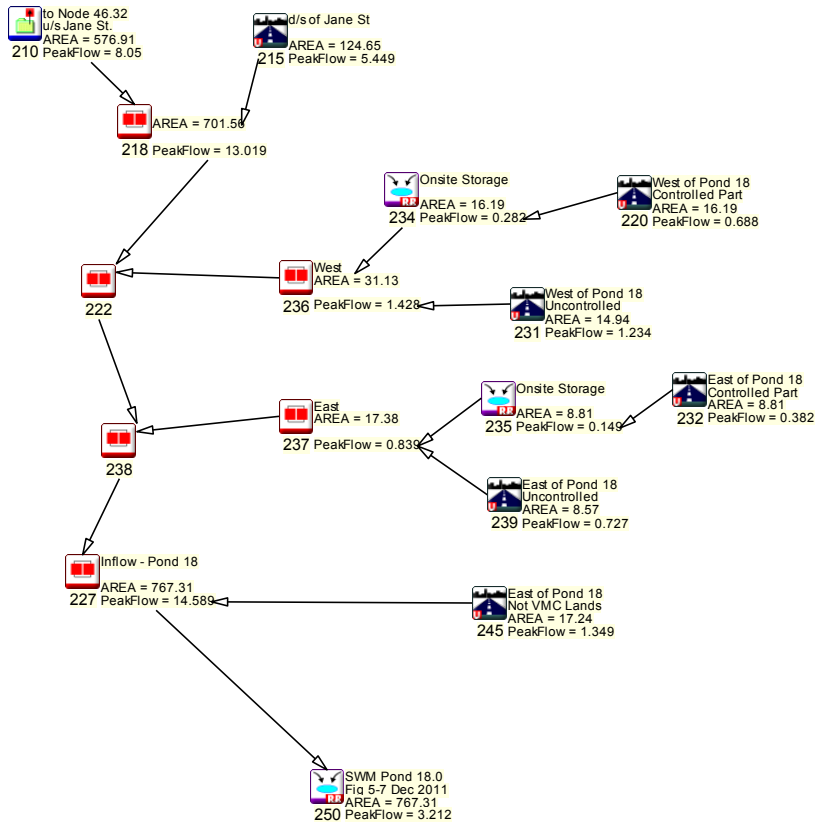 to Node 46.32
u/s Jane St.
AREA = 576.91
210 PeakFlow = 8.05
d/s of Jane St
AREA = 124.65
215 PeakFlow = 5.449
AREA = 701.56
218 PeakFlow = 13.019
Onsite Storage
AREA = 16.19
234 PeakFlow = 0.282
RR
West of Pond 18
Controlled Part
AREA = 16.19
220 PeakFlow = 0.688
U
222
West
AREA = 31.13
236 PeakFlow = 1.428
West of Pond 18
Uncontrolled
AREA = 14.94
231 PeakFlow = 1.234
U
East
AREA = 17.38
237 PeakFlow = 0.839
Onsite Storage
AREA = 8.81
235 PeakFlow = 0.149
RR
East of Pond 18
Controlled Part
AREA = 8.81
232 PeakFlow = 0.382
U
238
East of Pond 18
Uncontrolled
AREA = 8.57
239 PeakFlow = 0.727
U
Inflow - Pond 18
AREA = 767.31
227 PeakFlow = 14.589
East of Pond 18
Not VMC Lands
AREA = 17.24
245 PeakFlow = 1.349
U
SWM Pond 18.0
Fig 5-7 Dec 2011
AREA = 767.31
250 PeakFlow = 3.212
RR